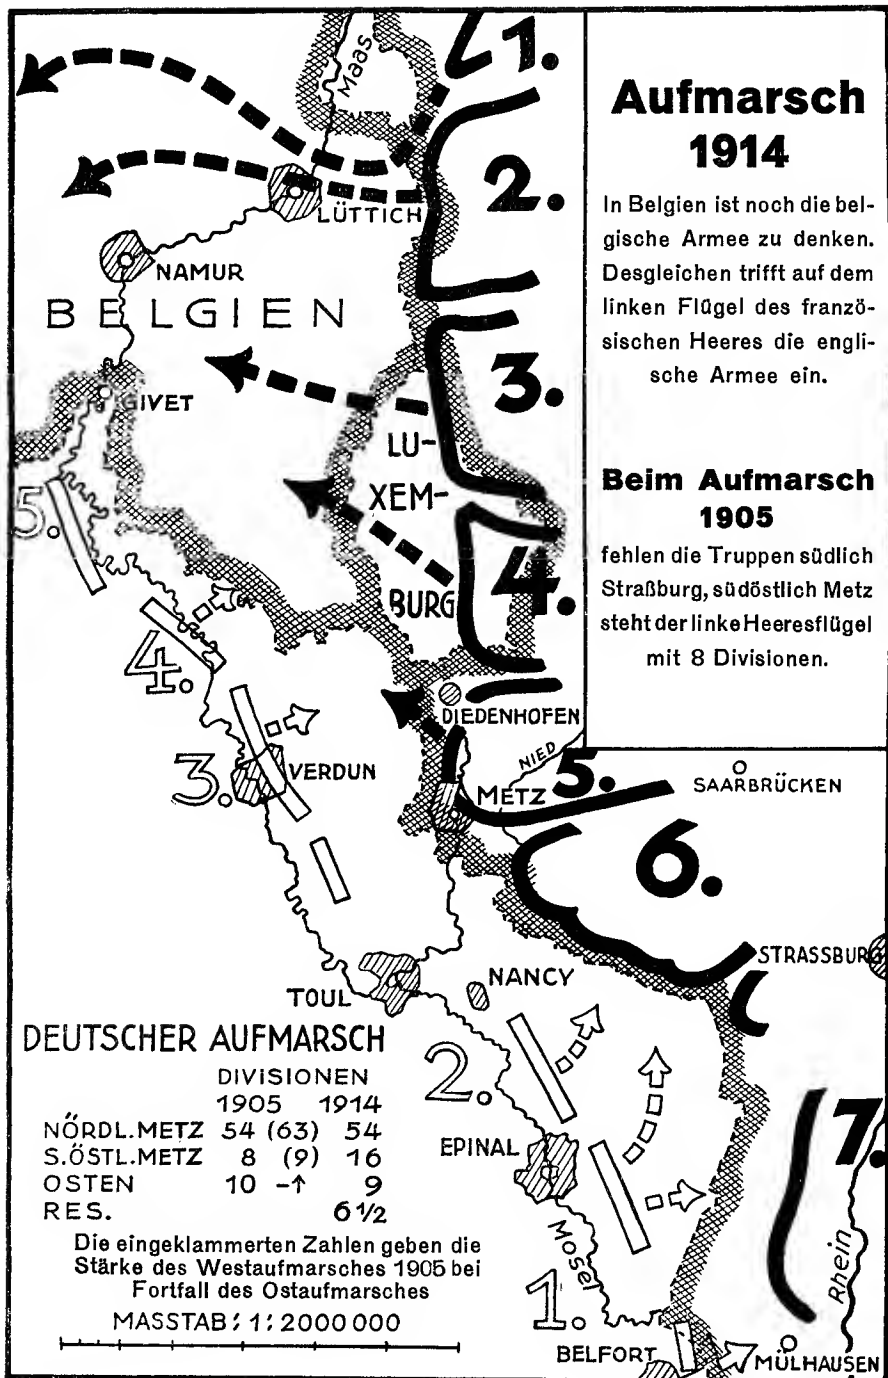 Maas
1.
2.
LÜTTICH
NAMUR
BELGIEN
3.
GIVET
LU-
XEM-
BURG
4.
5.
4.
DIEDENHOFEN
NIED
3.
VERDUN
METZ
5.
SAARBRÜCKEN
6.
STRASSBURG
TOUL
NANCY
2.
EPINAL
7.
Mosel
Rhein
1.
BELFORT
MÜLHAUSEN
Aufmarsch
1914
In Belgien ist noch die bel-
gische Armee zu denken.
Desgleichen trifft auf dem
linken Flügel des franzö-
sischen Heeres die engli-
sche Armee ein.
Beim Aufmarsch
1905
fehlen die Truppen südlich
Straßburg, südöstlich Metz
steht der linke Heeresflügel
mit 8 Divisionen.
DEUTSCHER AUFMARSCH
DIVISIONEN
1905 1914
NÖRDL.METZ 54 (63) 54
S.ÖSTL.METZ 8 (9) 16
OSTEN 10 -↑ 9
RES. 6 1/2
Die eingeklammerten Zahlen geben die
Stärke des Westaufmarsches 1905 bei
Fortfall des Ostaufmarsches
MASSTAB: 1:2000000